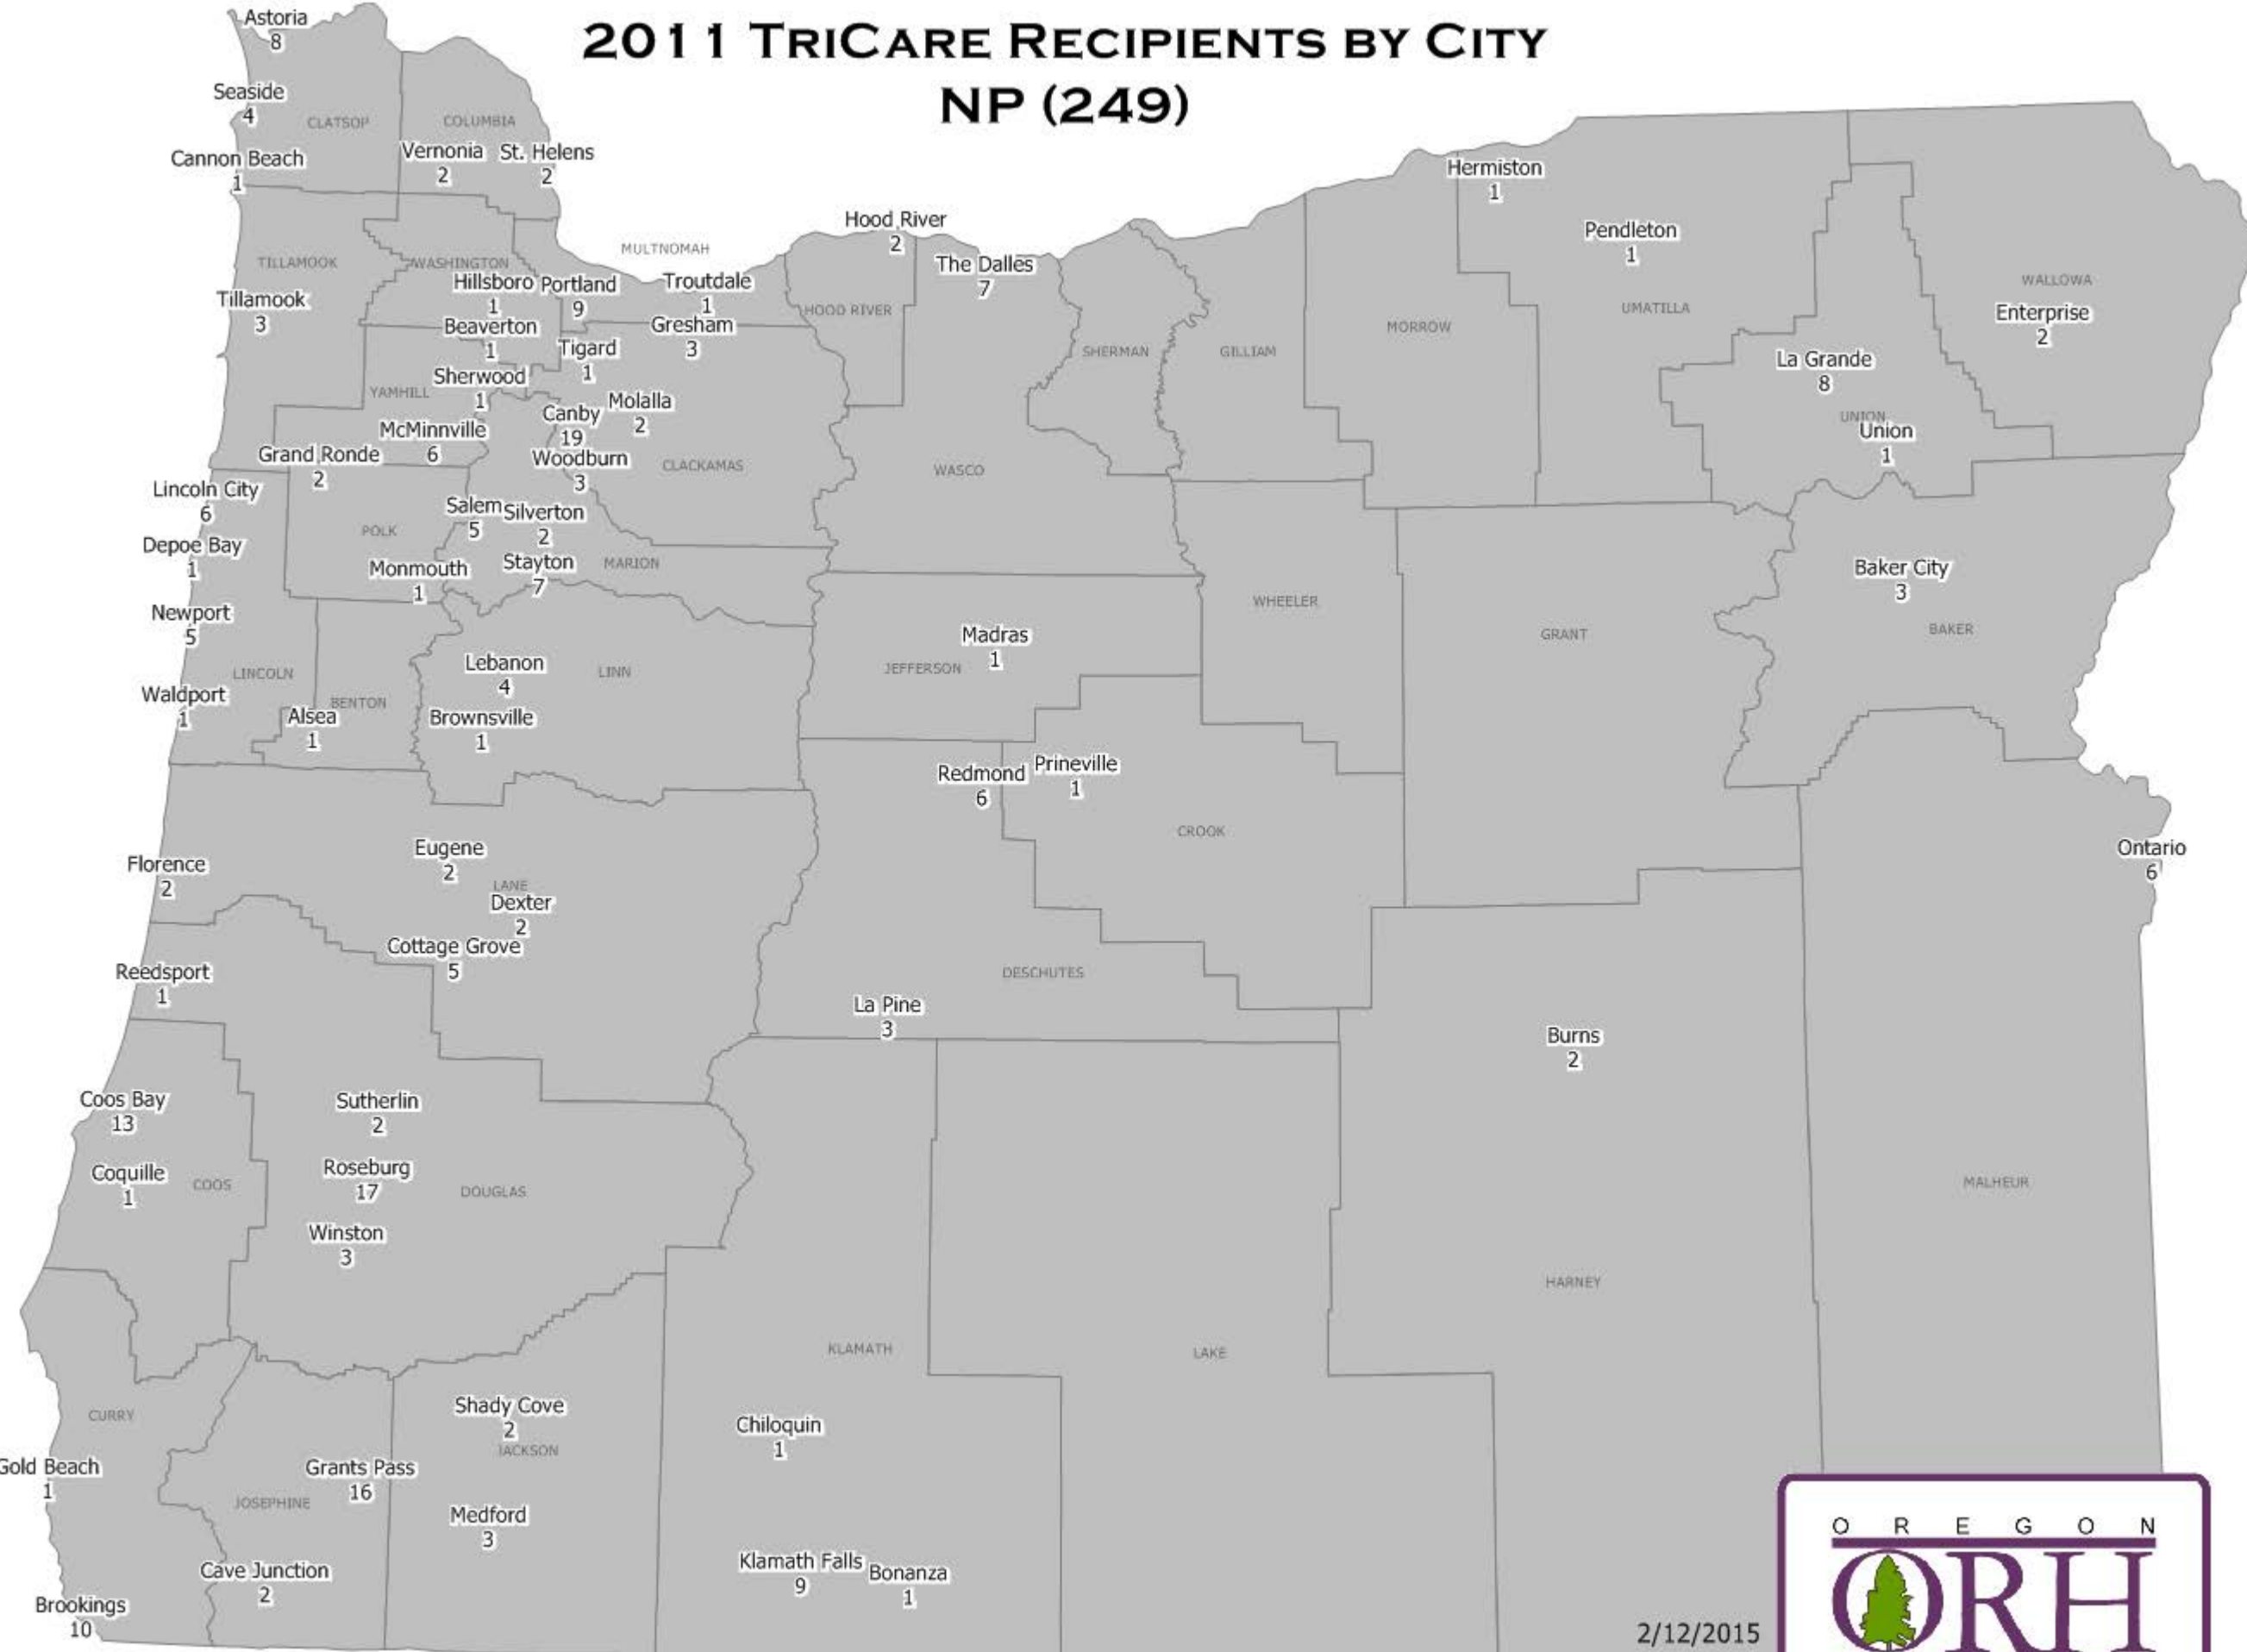 2011 TriCare Recipients by City
NP (249)
Astoria
8
Seaside
4
CLATSOP
COLUMBIA
Cannon Beach
1
Vernonia
2
St. Helens
2
Hermiston
1
Pendleton
1
Hood River
2
MULTNOMAH
The Dalles
7
TILLAMOOK
WASHINGTON
Hillsboro
1
Portland
9
Troutdale
1
Tillamook
3
HOOD RIVER
UMATILLA
WALLOWA
Enterprise
2
Beaverton
1
Gresham
3
MORROW
Tigard
1
SHERMAN
GILLIAM
La Grande
8
Sherwood
1
YAMHILL
Canby
19
Molalla
2
UNION
Union
1
McMinnville
6
Grand Ronde
2
Woodburn
3
CLACKAMAS
WASCO
Lincoln City
6
Salem
5
Silverton
2
POLK
Depoe Bay
1
Monmouth
1
Stayton
7
MARION
Baker City
3
WHEELER
Newport
5
Madras
1
GRANT
BAKER
Lebanon
4
LINN
JEFFERSON
LINCOLN
Waldport
1
BENTON
Alsea
1
Brownsville
1
Redmond
6
Prineville
1
CROOK
Eugene
2
Ontario
6
Florence
2
LANE
Dexter
2
Cottage Grove
5
Reedsport
1
DESCHUTES
La Pine
3
Burns
2
Coos Bay
13
Sutherlin
2
Coquille
1
COOS
Roseburg
17
DOUGLAS
MALHEUR
Winston
3
HARNEY
KLAMATH
LAKE
CURRY
Shady Cove
2
JACKSON
Chiloquin
1
Gold Beach
1
Grants Pass
16
JOSEPHINE
Medford
3
Cave Junction
2
Klamath Falls
9
Bonanza
1
Brookings
10
2/12/2015
OREGON
ORH